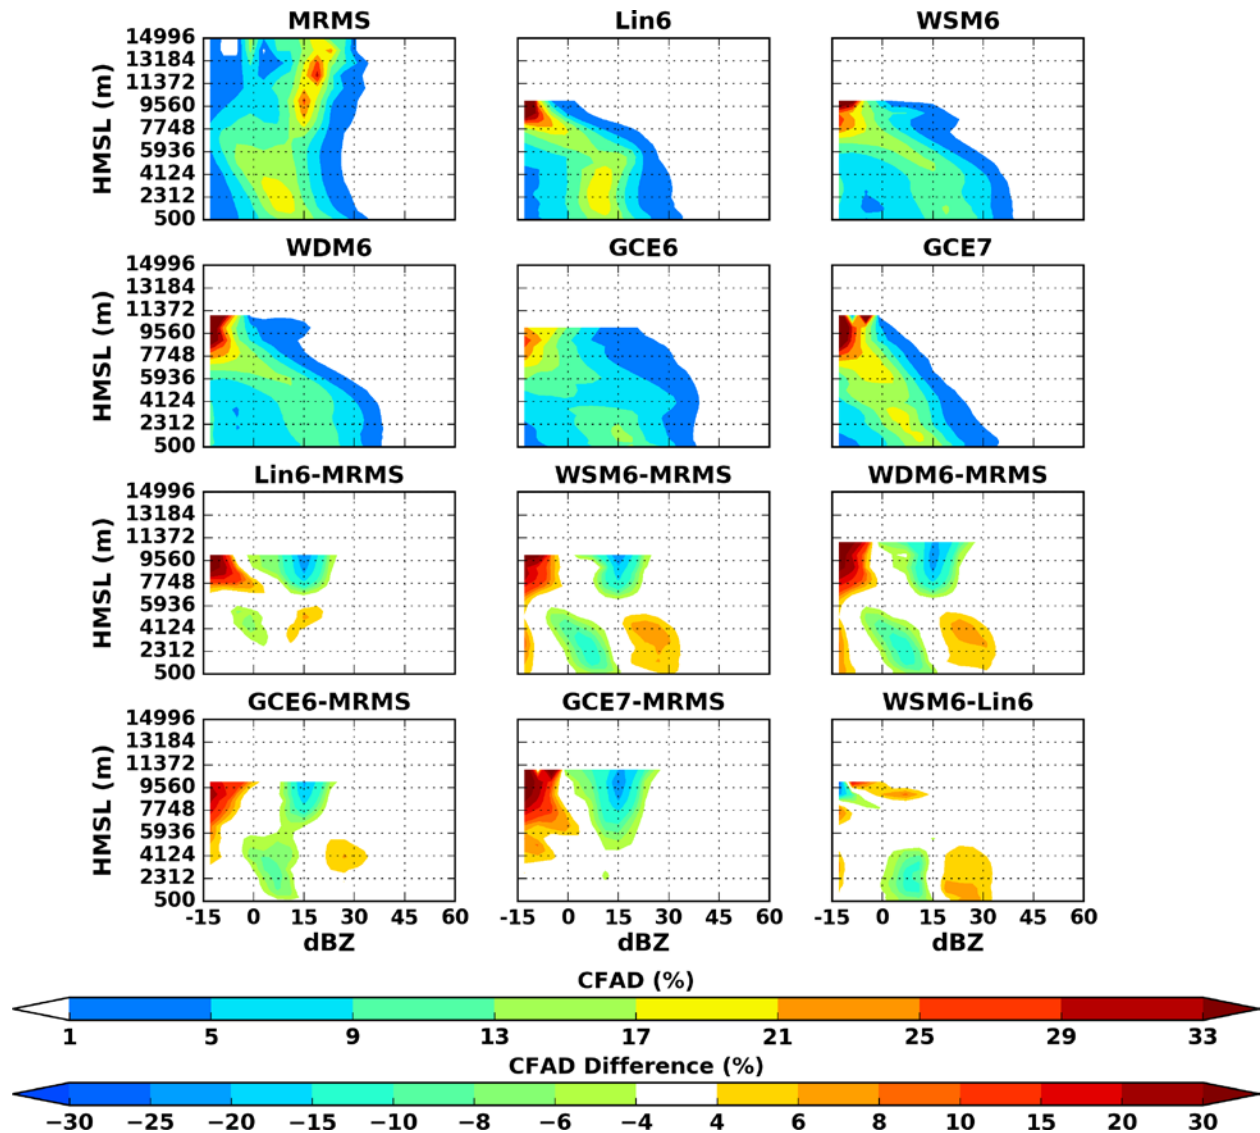 MRMS Lin6 WSM6
14996
13184
11372
9560
7748
5936
4124
2312
500
HMSL (m)
WDM6 GCE6 GCE7
14996
13184
11372
9560
7748
5936
4124
2312
500
HMSL (m)
Lin6-MRMS WSM6-MRMS WDM6-MRMS
14996
13184
11372
9560
7748
5936
4124
2312
500
HMSL (m)
GCE6-MRMS GCE7-MRMS WSM6-Lin6
14996
13184
11372
9560
7748
5936
4124
2312
500
HMSL (m)
-15 0 15 30 45 60 -15 0 15 30 45 60 -15 0 15 30 45 60
dBZ dBZ dBZ
CFAD (%)
1 5 9 13 17 21 25 29 33
CFAD Difference (%)
−30 −25 −20 −15 −10 −8 −6 −4 4 6 8 10 15 20 30